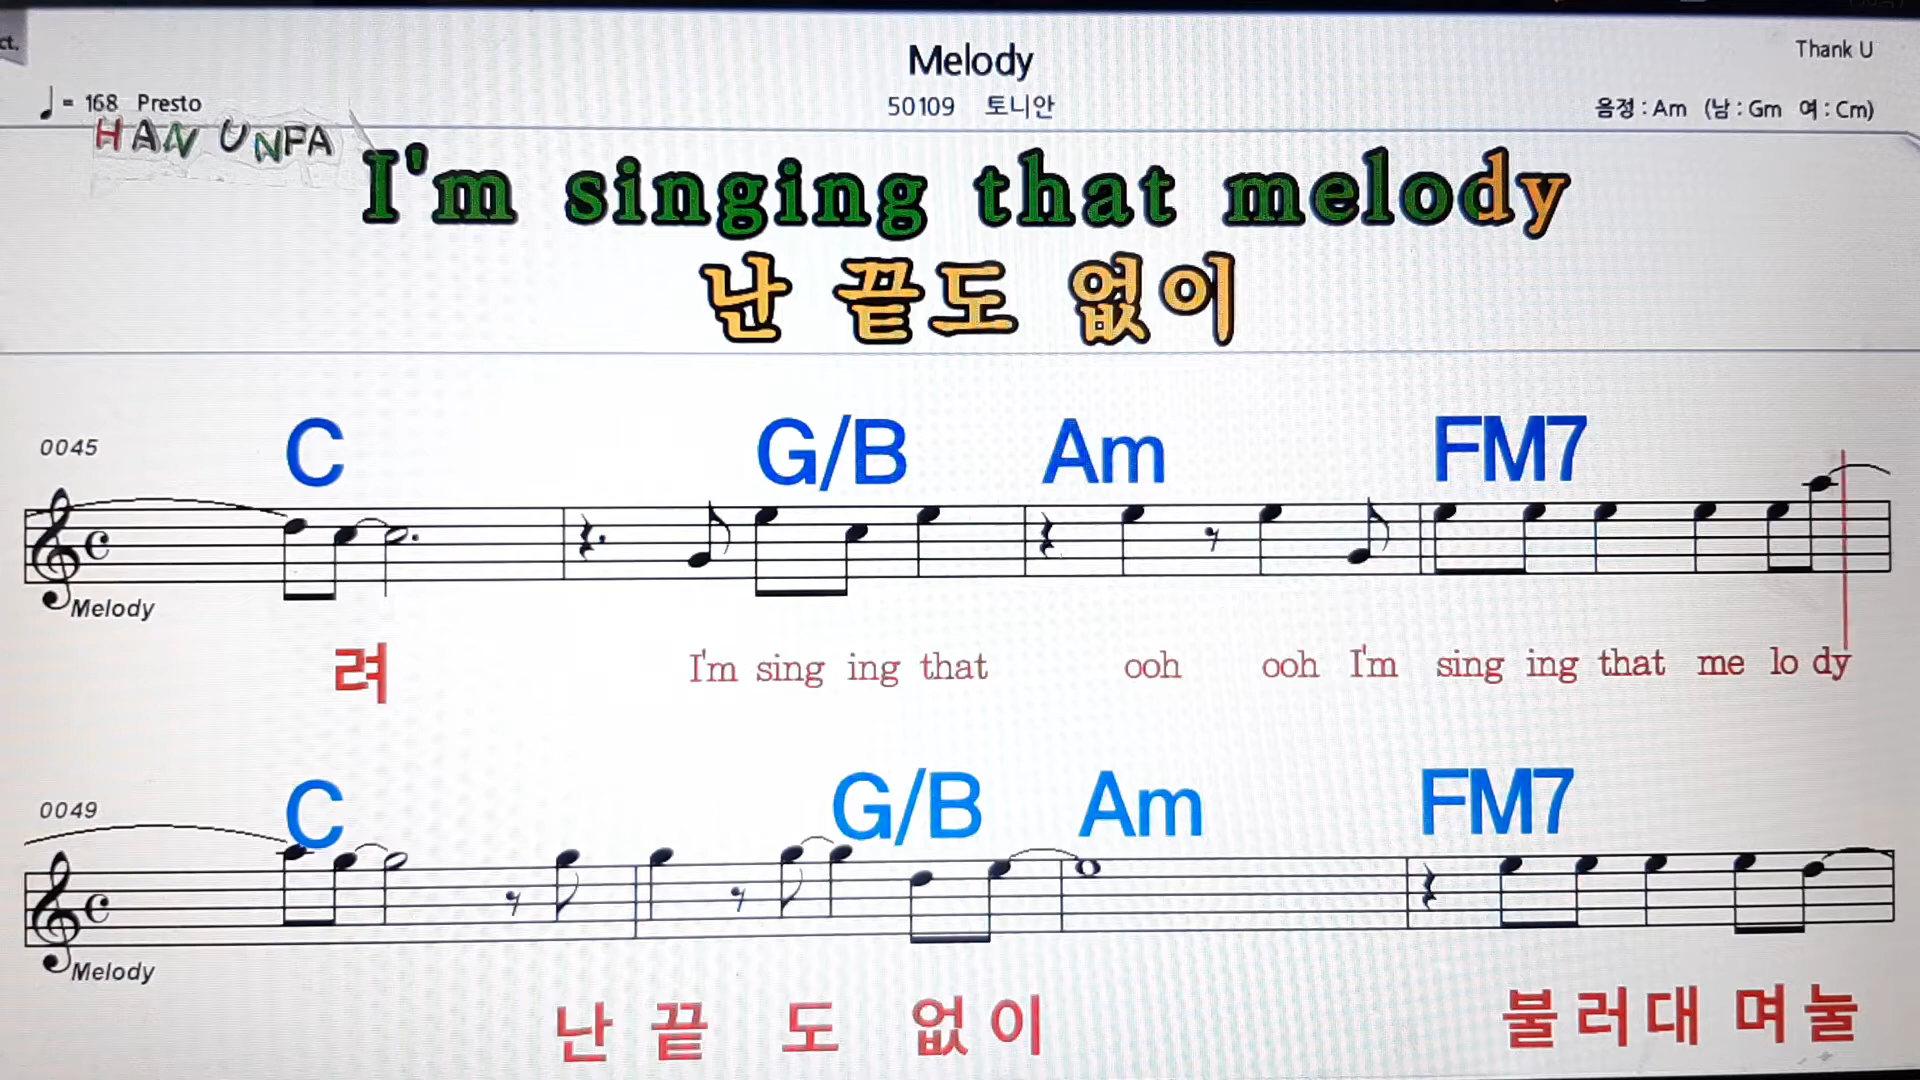 ct.
Melody
Thank U
= 168 Presto
50109 토니안
음정 : Am (남 : Gm 여 : Cm)
HAN UNFA
I'm singing that melody
난 끝도 없이
0045
C G/B Am FM7
Melody
려 I'm sing ing that ooh ooh I'm sing ing that me lo dy
0049
C G/B Am FM7
Melody
난 끝 도 없 이 불 러 대 며 눌